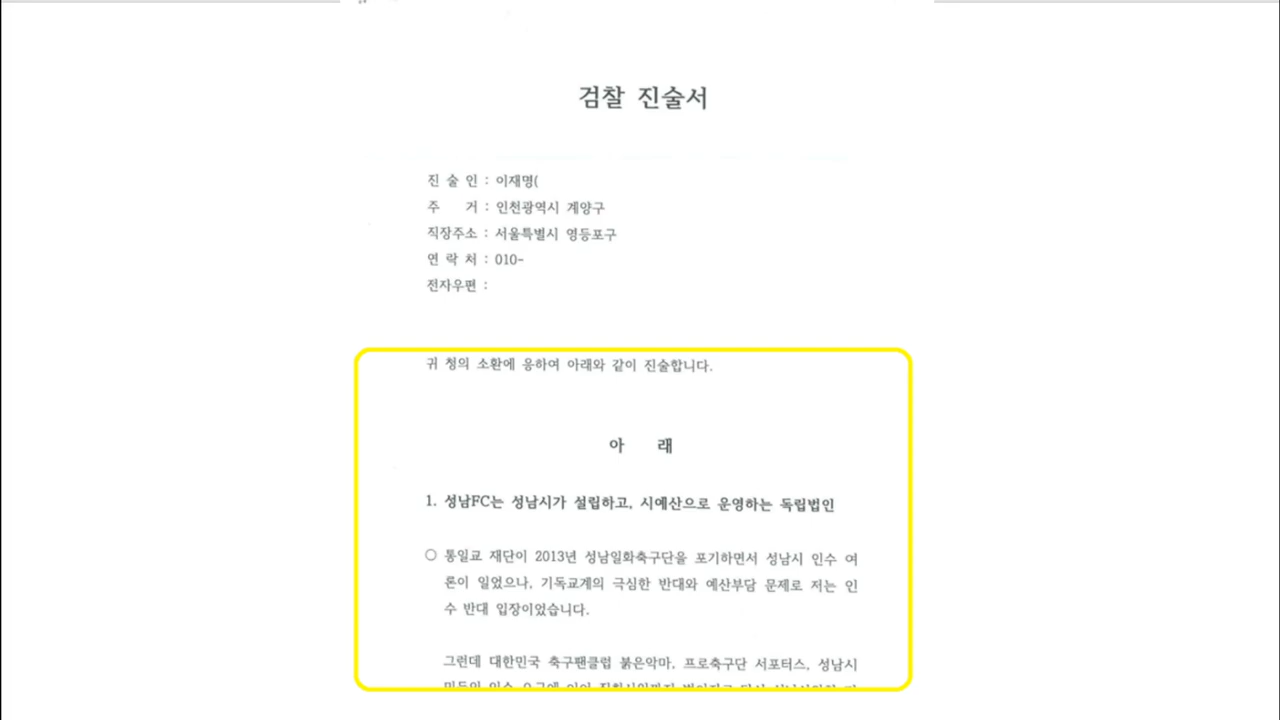 검찰 진술서
진 술 인 : 이재명(
주 거 : 인천광역시 계양구
직장주소 : 서울특별시 영등포구
연 락 처 : 010-
전자우편 :
귀 청의 소환에 응하여 아래와 같이 진술합니다.
아 래
1. 성남FC는 성남시가 설립하고, 시예산으로 운영하는 독립법인
○ 통일교 재단이 2013년 성남일화축구단을 포기하면서 성남시 인수 여
론이 일었으나, 기독교계의 극심한 반대와 예산부담 문제로 저는 인
수 반대 입장이었습니다.
그런데 대한민국 축구팬클럽 붉은악마, 프로축구단 서포터스, 성남시